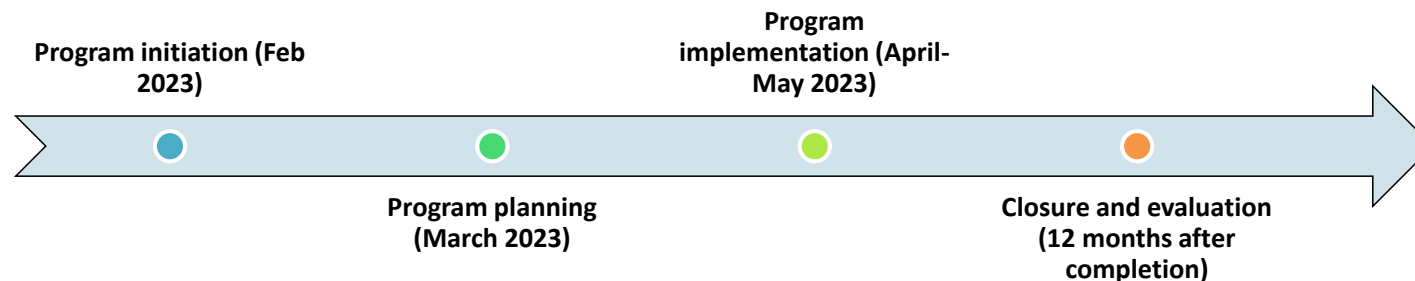 Program initiation (Feb
2023)
Program planning
(March 2023)
Program
implementation (April-
May 2023)
Closure and evaluation
(12 months after
completion)